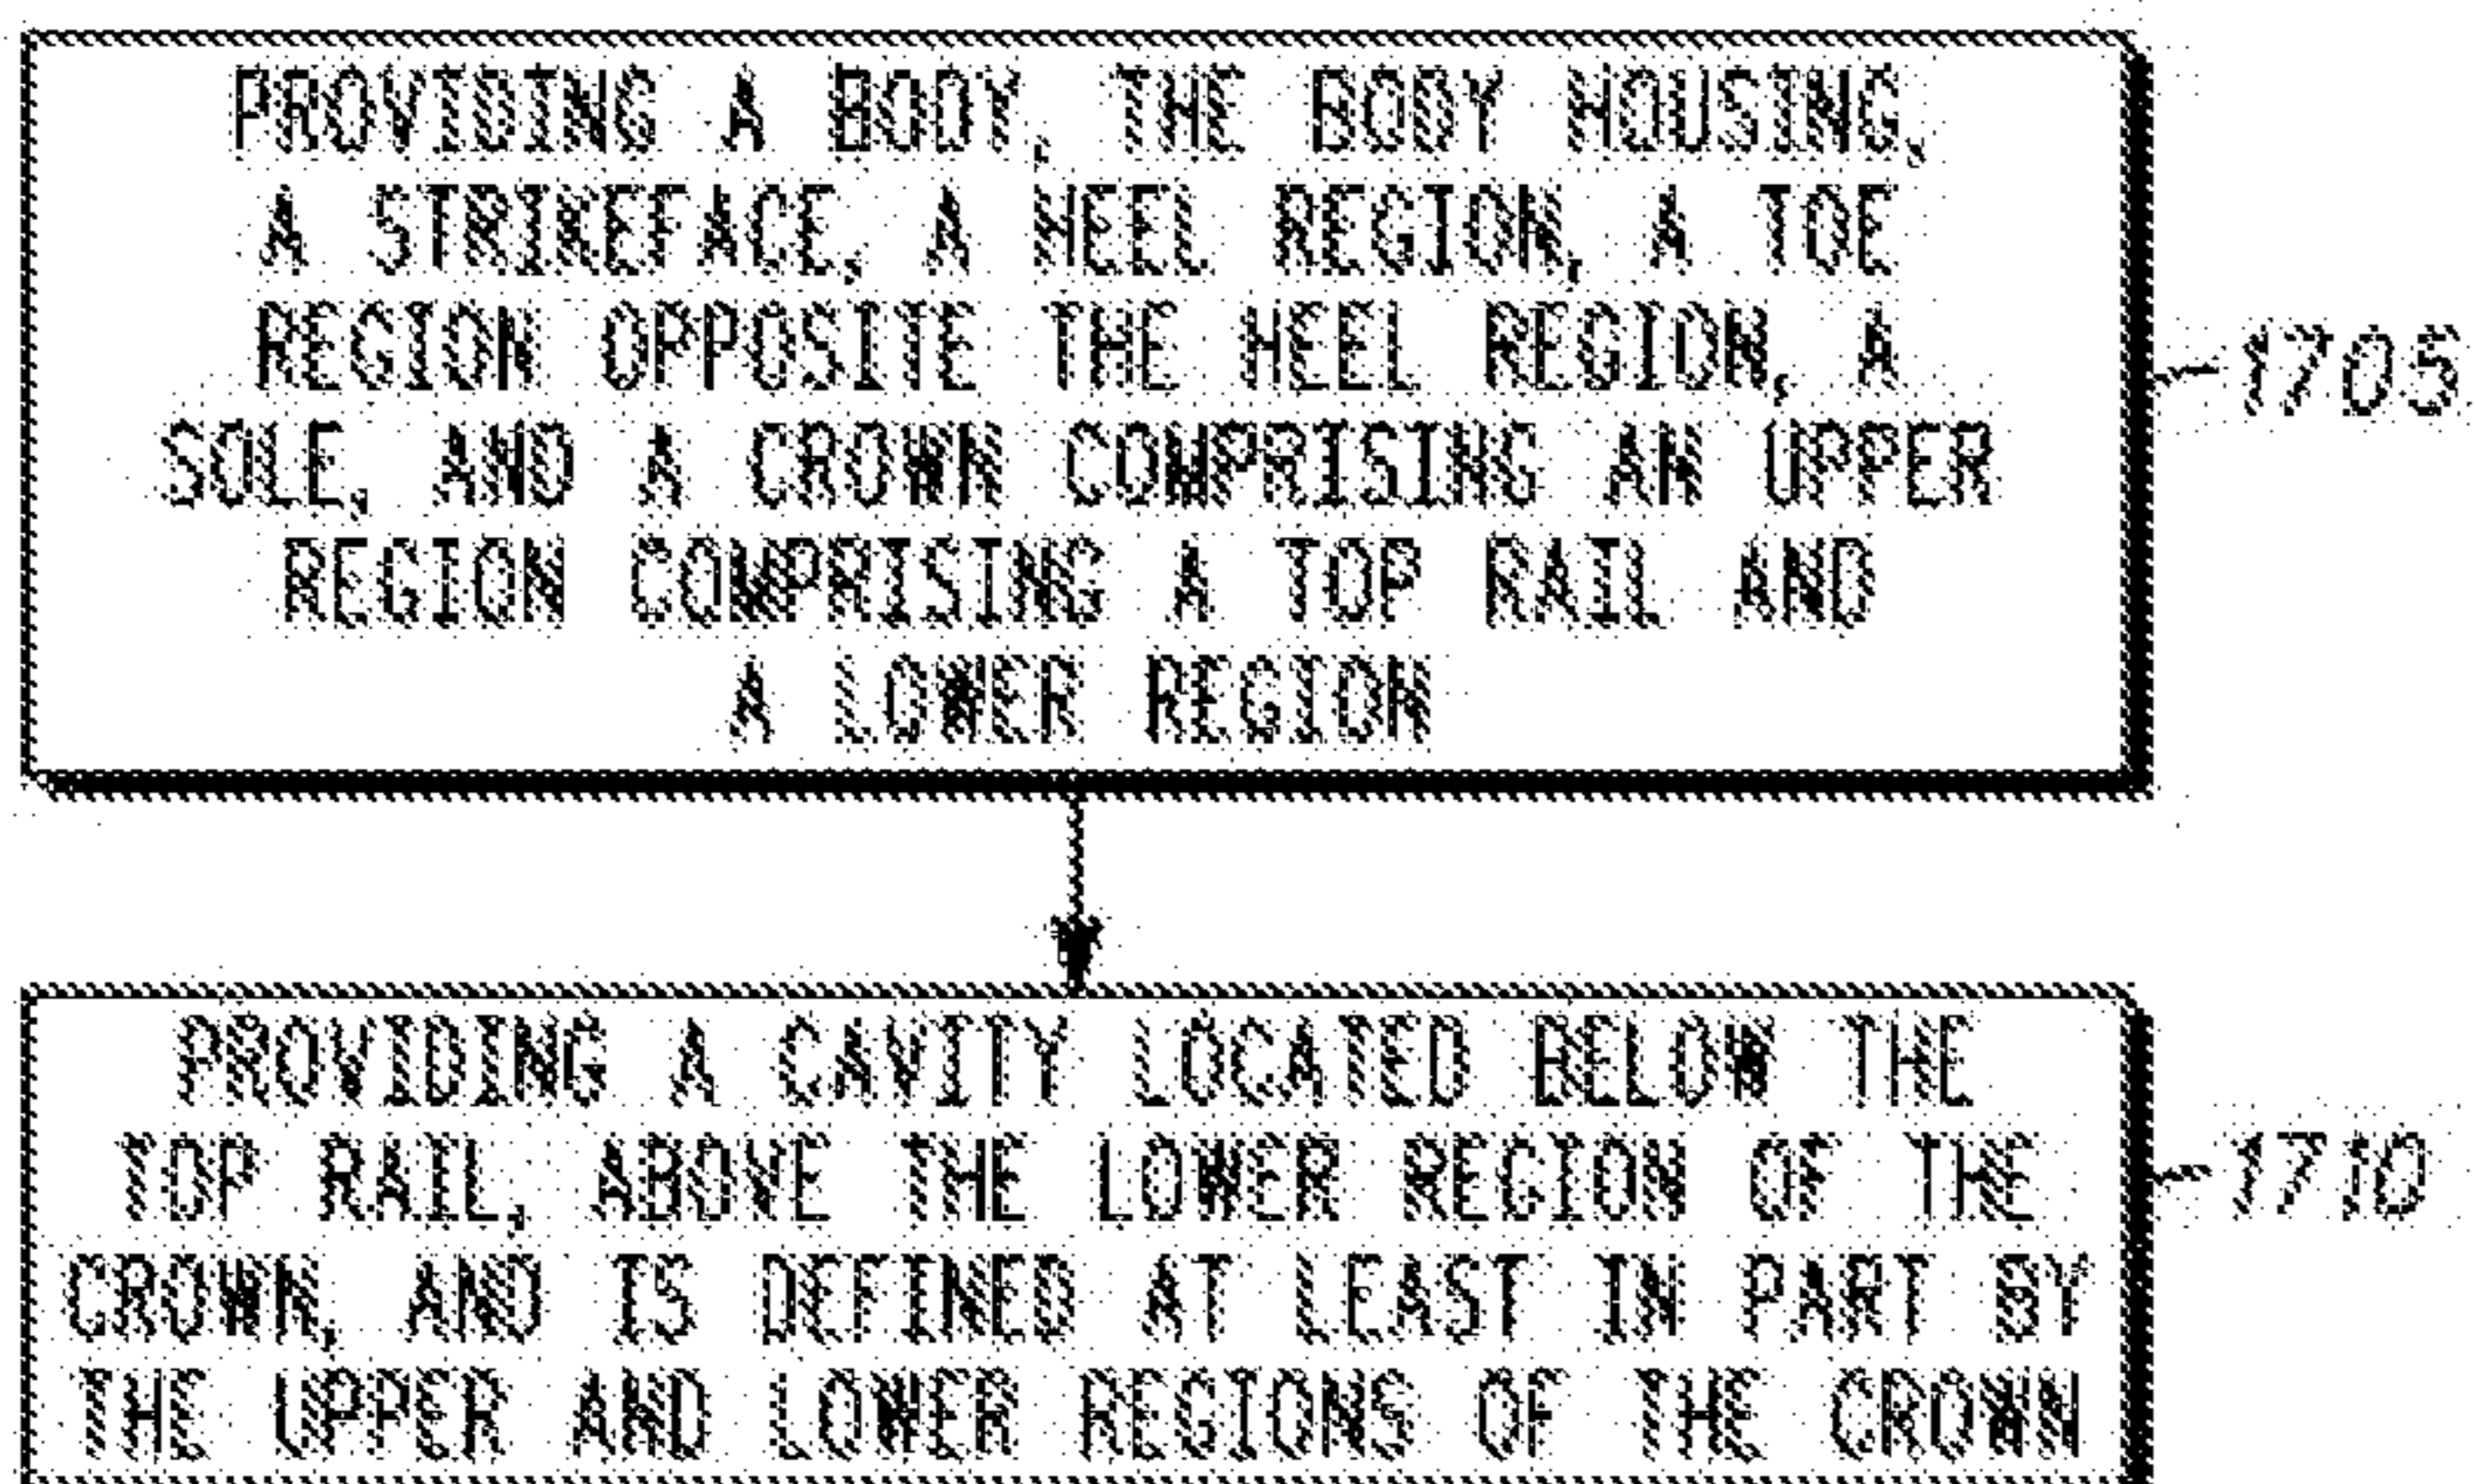 PROVIDING A BODY, THE BODY HOUSING,
A STRIKEFACE, A HEEL REGION, A TOE
REGION OPPOSITE THE HEEL REGION, A
SOLE, AND A CROWN COMPRISING AN UPPER
REGION COMPRISING A TOP RAIL AND
A LOWER REGION
1705
PROVIDING A CAVITY LOCATED BELOW THE
TOP RAIL, ABOVE THE LOWER REGION OF THE
CROWN, AND IS DEFINED AT LEAST IN PART BY
THE UPPER AND LOWER REGIONS OF THE CROWN
1710